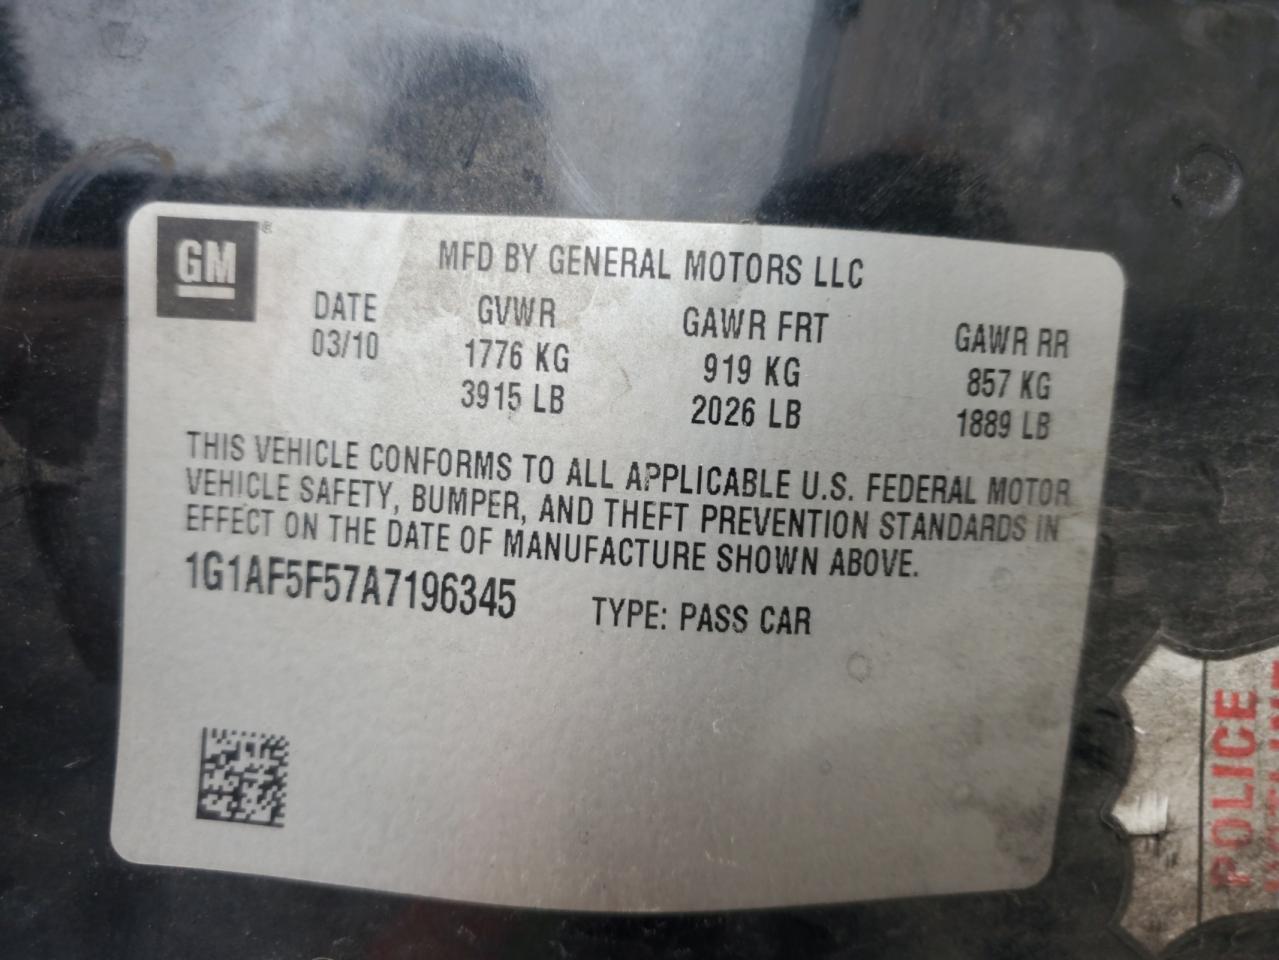 GM ®
MFD BY GENERAL MOTORS LLC
DATE GVWR GAWR FRT GAWR RR
03/10 1776 KG 919 KG 857 KG
3915 LB 2026 LB 1889 LB
THIS VEHICLE CONFORMS TO ALL APPLICABLE U.S. FEDERAL MOTOR
VEHICLE SAFETY, BUMPER, AND THEFT PREVENTION STANDARDS IN
EFFECT ON THE DATE OF MANUFACTURE SHOWN ABOVE.
1G1AF5F57A7196345 TYPE: PASS CAR
POLICE